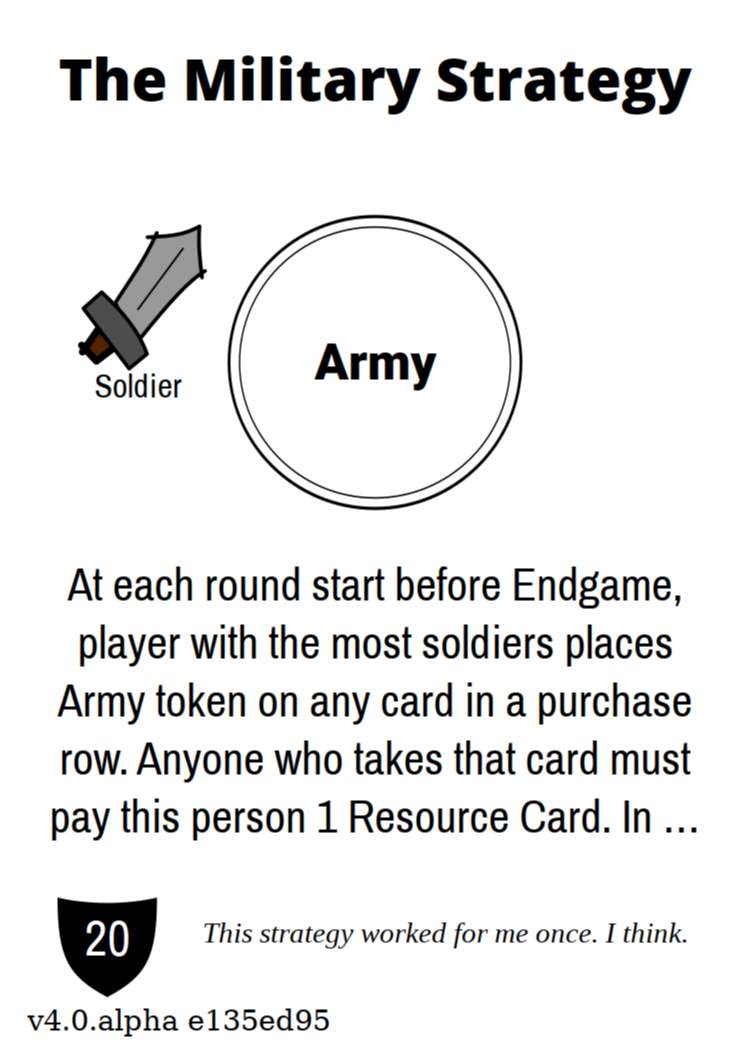 The Military Strategy
Soldier
Army
At each round start before Endgame,
player with the most soldiers places
Army token on any card in a purchase
row. Anyone who takes that card must
pay this person 1 Resource Card. In …
20
This strategy worked for me once. I think.
v4.0.alpha e135ed95